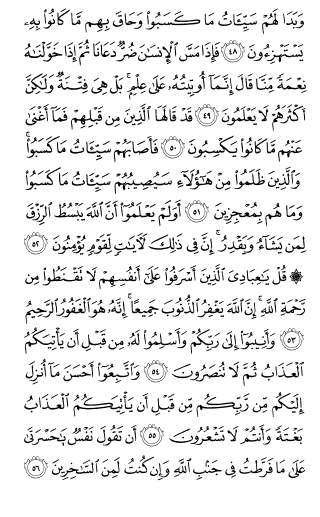 وَبَدَا لَهُمْ سَيِّـَٔاتُ مَا كَسَبُوا۟ وَحَاقَ بِهِم مَّا كَانُوا۟ بِهِۦ
يَسْتَهْزِءُونَ ٤٨ فَإِذَا مَسَّ ٱلْإِنسَٰنَ ضُرٌّ دَعَانَا ثُمَّ إِذَا خَوَّلْنَٰهُ
نِعْمَةً مِّنَّا قَالَ إِنَّمَآ أُوتِيتُهُۥ عَلَىٰ عِلْمٍۭ ۚ بَلْ هِىَ فِتْنَةٌ وَلَٰكِنَّ
أَكْثَرَهُمْ لَا يَعْلَمُونَ ٤٩ قَدْ قَالَهَا ٱلَّذِينَ مِن قَبْلِهِمْ فَمَآ أَغْنَىٰ
عَنْهُم مَّا كَانُوا۟ يَكْسِبُونَ ٥٠ فَأَصَابَهُمْ سَيِّـَٔاتُ مَا كَسَبُوا۟ ۚ
وَٱلَّذِينَ ظَلَمُوا۟ مِنْ هَٰٓؤُلَآءِ سَيُصِيبُهُمْ سَيِّـَٔاتُ مَا كَسَبُوا۟
وَمَا هُم بِمُعْجِزِينَ ٥١ أَوَلَمْ يَعْلَمُوٓا۟ أَنَّ ٱللَّهَ يَبْسُطُ ٱلرِّزْقَ
لِمَن يَشَآءُ وَيَقْدِرُ ۚ إِنَّ فِى ذَٰلِكَ لَـَٔايَٰتٍ لِّقَوْمٍ يُؤْمِنُونَ ٥٢
۞ قُلْ يَٰعِبَادِىَ ٱلَّذِينَ أَسْرَفُوا۟ عَلَىٰٓ أَنفُسِهِمْ لَا تَقْنَطُوا۟ مِن
رَّحْمَةِ ٱللَّهِ ۚ إِنَّ ٱللَّهَ يَغْفِرُ ٱلذُّنُوبَ جَمِيعًا ۚ إِنَّهُۥ هُوَ ٱلْغَفُورُ ٱلرَّحِيمُ
٥٣ وَأَنِيبُوٓا۟ إِلَىٰ رَبِّكُمْ وَأَسْلِمُوا۟ لَهُۥ مِن قَبْلِ أَن يَأْتِيَكُمُ
ٱلْعَذَابُ ثُمَّ لَا تُنصَرُونَ ٥٤ وَٱتَّبِعُوٓا۟ أَحْسَنَ مَآ أُنزِلَ
إِلَيْكُم مِّن رَّبِّكُم مِّن قَبْلِ أَن يَأْتِيَكُمُ ٱلْعَذَابُ
بَغْتَةً وَأَنتُمْ لَا تَشْعُرُونَ ٥٥ أَن تَقُولَ نَفْسٌ يَٰحَسْرَتَىٰ
عَلَىٰ مَا فَرَّطتُ فِى جَنۢبِ ٱللَّهِ وَإِن كُنتُ لَمِنَ ٱلسَّٰخِرِينَ ٥٦